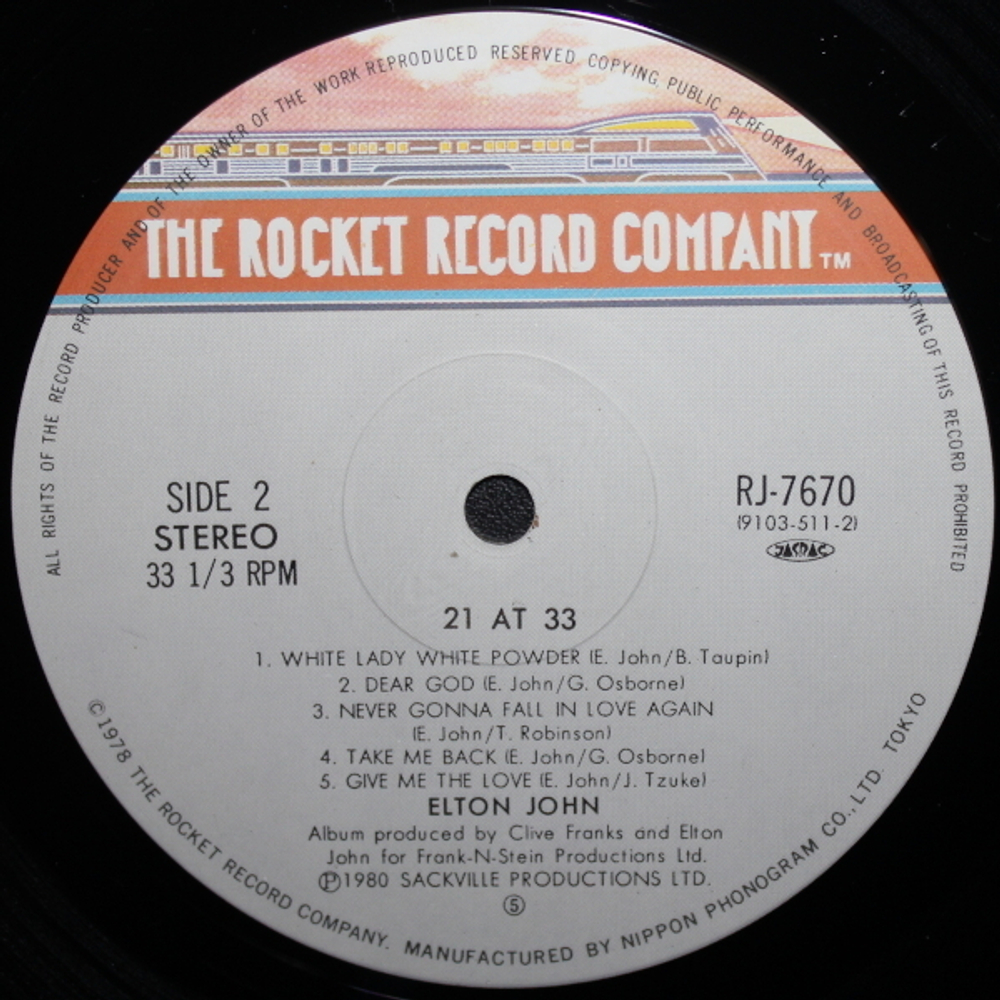 ALL RIGHTS OF THE RECORD PRODUCER AND OF THE OWNER OF THE WORK REPRODUCED RESERVED. COPYING, PUBLIC PERFORMANCE AND BROADCASTING OF THIS RECORD PROHIBITED
THE ROCKET RECORD COMPANY TM
SIDE 2
STEREO
33 1/3 RPM
RJ-7670
(9103-511-2)
JASRAC
21 AT 33
1. WHITE LADY WHITE POWDER (E. John/B. Taupin)
2. DEAR GOD (E. John/G. Osborne)
3. NEVER GONNA FALL IN LOVE AGAIN
(E. John/T. Robinson)
4. TAKE ME BACK (E. John/G. Osborne)
5. GIVE ME THE LOVE (E. John/J. Tzuke)
ELTON JOHN
Album produced by Clive Franks and Elton
John for Frank-N-Stein Productions Ltd.
Ⓟ1980 SACKVILLE PRODUCTIONS LTD.
⑤
©1978 THE ROCKET RECORD COMPANY. MANUFACTURED BY NIPPON PHONOGRAM CO., LTD. TOKYO